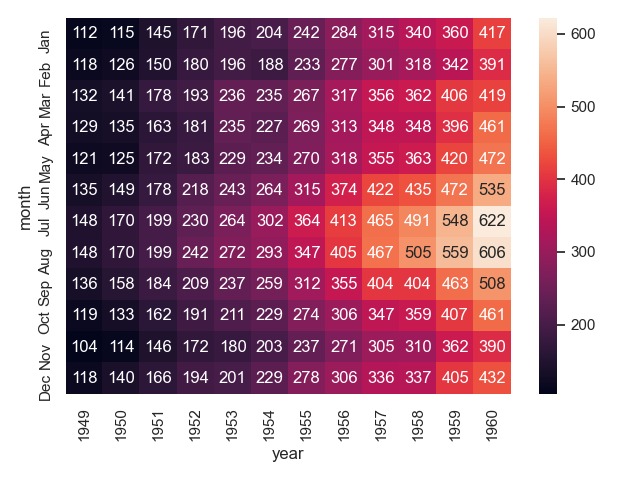 Jan 112 115 145 171 196 204 242 284 315 340 360 417
Feb 118 126 150 180 196 188 233 277 301 318 342 391
Mar 132 141 178 193 236 235 267 317 356 362 406 419
Apr 129 135 163 181 235 227 269 313 348 348 396 461
May 121 125 172 183 229 234 270 318 355 363 420 472
Jun 135 149 178 218 243 264 315 374 422 435 472 535
Jul 148 170 199 230 264 302 364 413 465 491 548 622
Aug 148 170 199 242 272 293 347 405 467 505 559 606
Sep 136 158 184 209 237 259 312 355 404 404 463 508
Oct 119 133 162 191 211 229 274 306 347 359 407 461
Nov 104 114 146 172 180 203 237 271 305 310 362 390
Dec 118 140 166 194 201 229 278 306 336 337 405 432
1949 1950 1951 1952 1953 1954 1955 1956 1957 1958 1959 1960
year
month
600
500
400
300
200